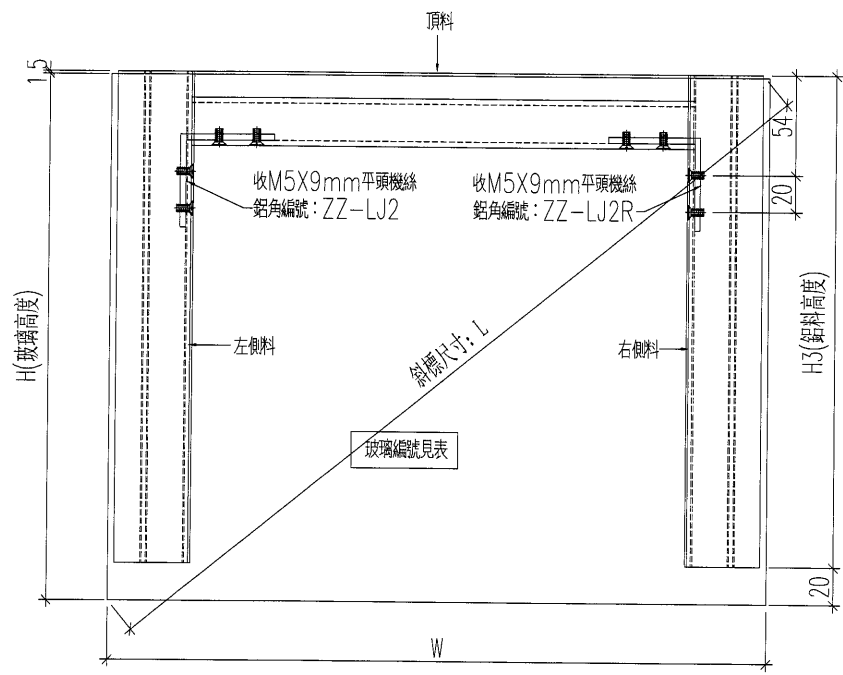 頂料
1.5
54
收M5X9mm平頭機絲
鋁角編號：ZZ-LJ2
收M5X9mm平頭機絲
鋁角編號：ZZ-LJ2R
20
H(玻璃高度)
左側料
斜標尺寸：L
右側料
H3(鋁料高度)
玻璃編號見表
20
W